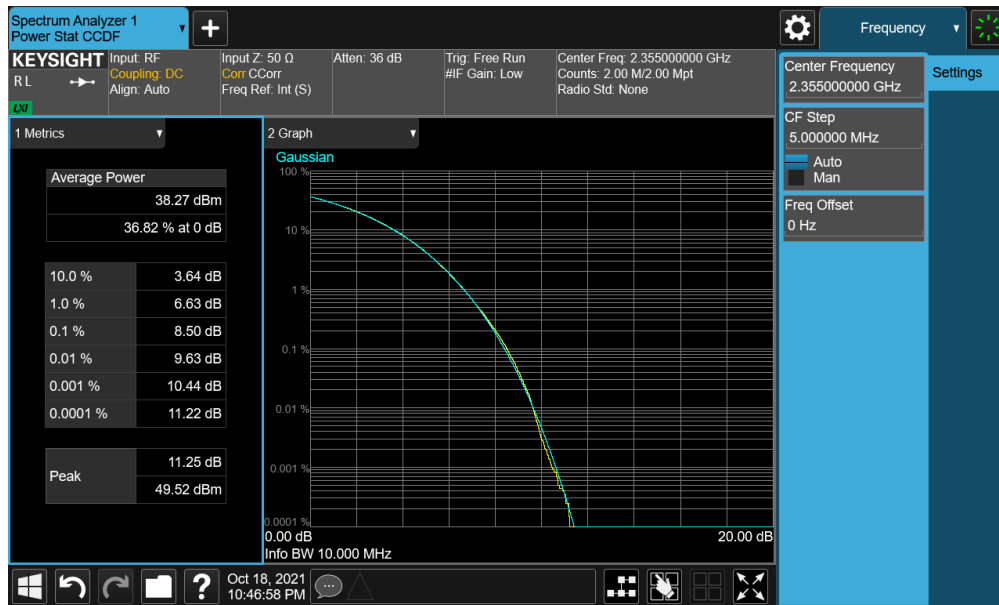 Spectrum Analyzer 1
Power Stat CCDF
+
Frequency
KEYSIGHT
RL
LXI
Input: RF
Coupling: DC
Align: Auto
Input Z: 50 Ω
Corr CCorr
Freq Ref: Int (S)
Atten: 36 dB
Trig: Free Run
#IF Gain: Low
Center Freq: 2.355000000 GHz
Counts: 2.00 M/2.00 Mpt
Radio Std: None
Center Frequency
2.355000000 GHz
Settings
CF Step
5.000000 MHz
Auto
Man
Freq Offset
0 Hz
1 Metrics
Average Power
38.27 dBm
36.82 % at 0 dB
10.0 % 3.64 dB
1.0 % 6.63 dB
0.1 % 8.50 dB
0.01 % 9.63 dB
0.001 % 10.44 dB
0.0001 % 11.22 dB
Peak
11.25 dB
49.52 dBm
2 Graph
Gaussian
100 %
10 %
1 %
0.1 %
0.01 %
0.001 %
0.0001 %
0.00 dB 20.00 dB
Info BW 10.000 MHz
?
Oct 18, 2021
10:46:58 PM